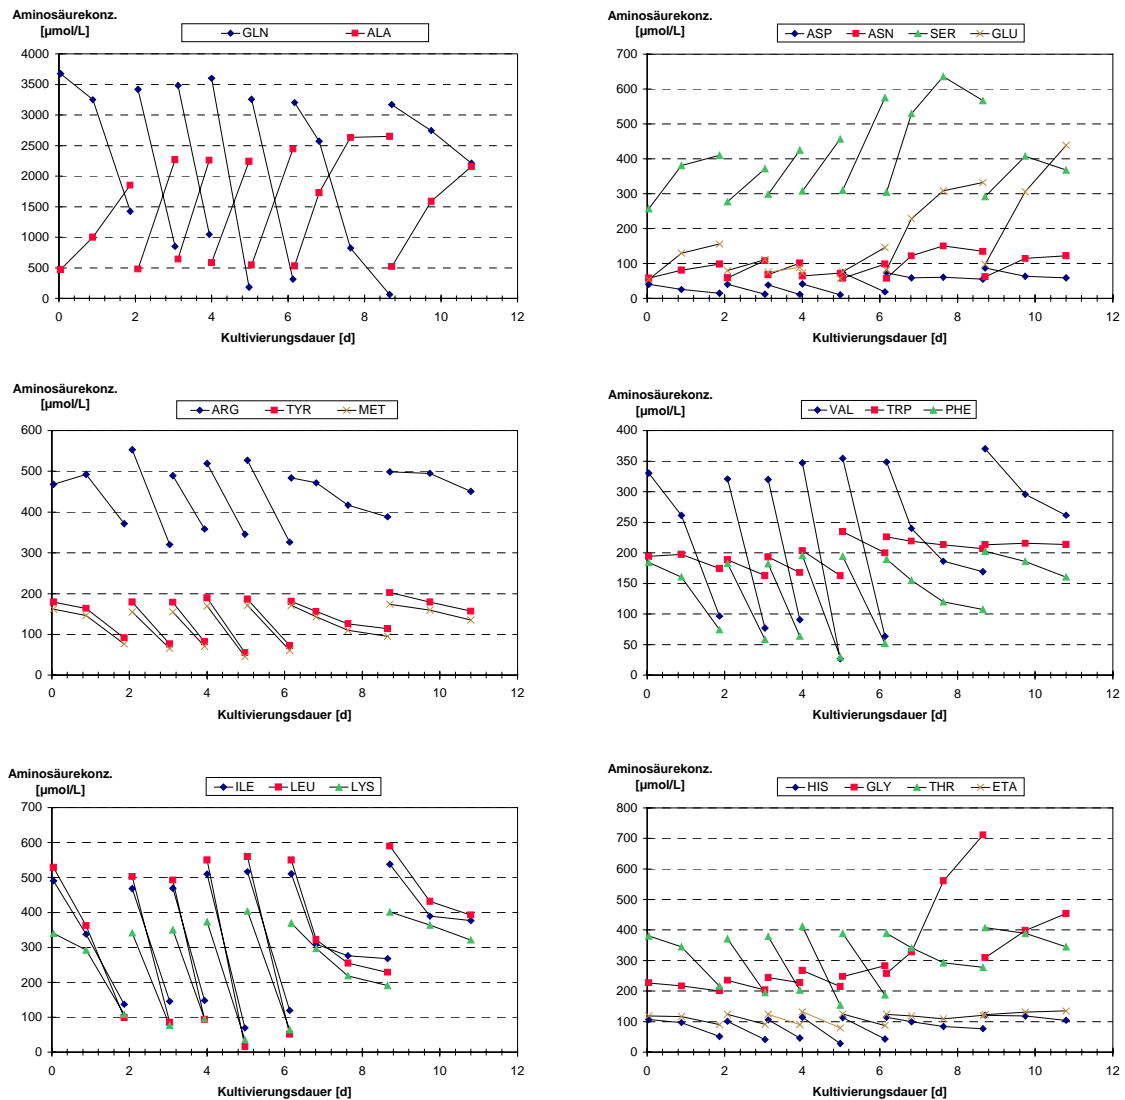 Aminosäurekonz.
[µmol/L]
GLN ALA
4000
3500
3000
2500
2000
1500
1000
500
0
0 2 4 6 8 10 12
Kultivierungsdauer [d]
Aminosäurekonz.
[µmol/L]
ASP ASN SER GLU
700
600
500
400
300
200
100
0
0 2 4 6 8 10 12
Kultivierungsdauer [d]
Aminosäurekonz.
[µmol/L]
ARG TYR MET
600
500
400
300
200
100
0
0 2 4 6 8 10 12
Kultivierungsdauer [d]
Aminosäurekonz.
[µmol/L]
VAL TRP PHE
400
350
300
250
200
150
100
50
0
0 2 4 6 8 10 12
Kultivierungsdauer [d]
Aminosäurekonz.
[µmol/L]
ILE LEU LYS
700
600
500
400
300
200
100
0
0 2 4 6 8 10 12
Kultivierungsdauer [d]
Aminosäurekonz.
[µmol/L]
HIS GLY THR ETA
800
700
600
500
400
300
200
100
0
0 2 4 6 8 10 12
Kultivierungsdauer [d]